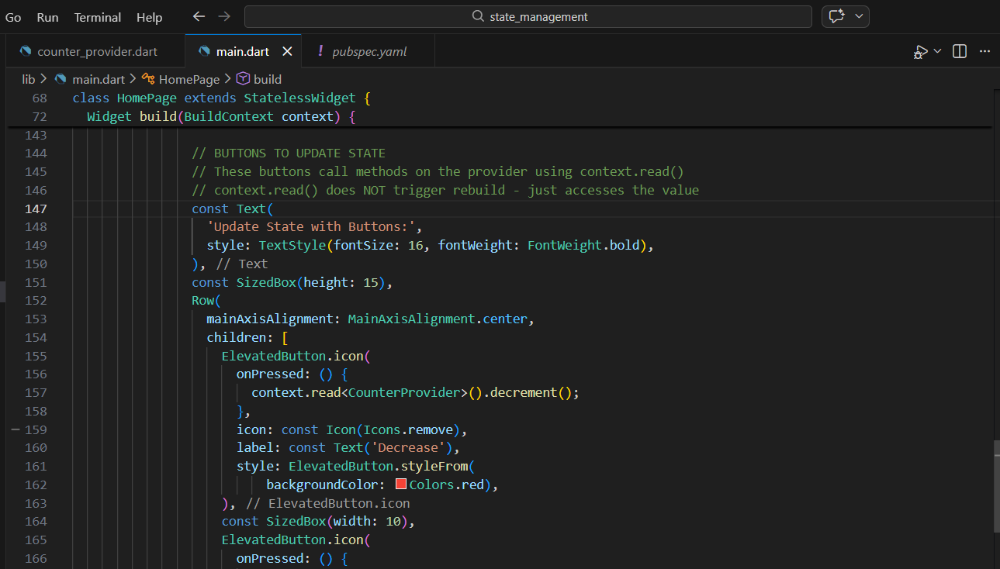 Go Run Terminal Help state_management
counter_provider.dart main.dart pubspec.yaml
lib > main.dart > HomePage > build
68 class HomePage extends StatelessWidget {
72 Widget build(BuildContext context) {
143
144 // BUTTONS TO UPDATE STATE
145 // These buttons call methods on the provider using context.read()
146 // context.read() does NOT trigger rebuild - just accesses the value
147 const Text(
148 'Update State with Buttons:',
149 style: TextStyle(fontSize: 16, fontWeight: FontWeight.bold),
150 ), // Text
151 const SizedBox(height: 15),
152 Row(
153 mainAxisAlignment: MainAxisAlignment.center,
154 children: [
155 ElevatedButton.icon(
156 onPressed: () {
157 context.read<CounterProvider>().decrement();
158 },
159 icon: const Icon(Icons.remove),
160 label: const Text('Decrease'),
161 style: ElevatedButton.styleFrom(
162 backgroundColor: Colors.red),
163 ), // ElevatedButton.icon
164 const SizedBox(width: 10),
165 ElevatedButton.icon(
166 onPressed: () {